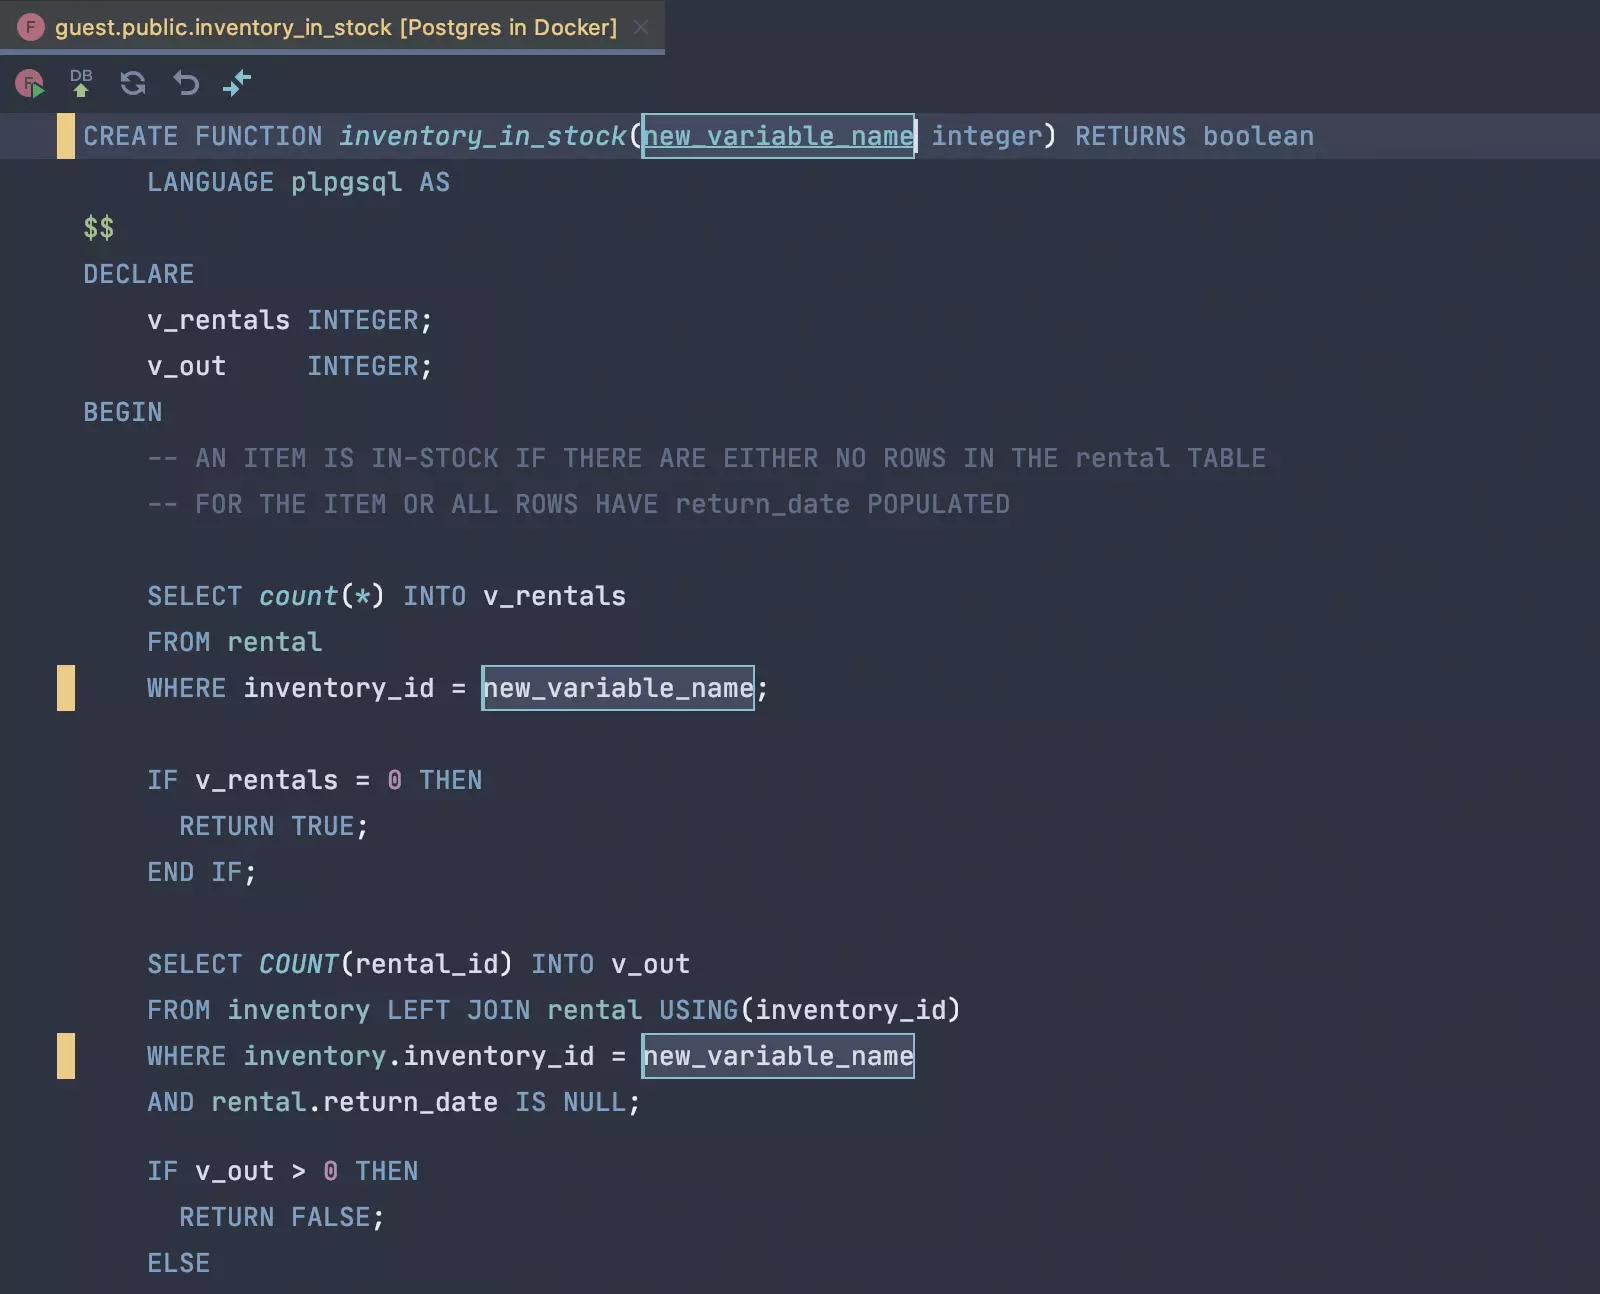 F guest.public.inventory_in_stock [Postgres in Docker]
F DB
CREATE FUNCTION inventory_in_stock(new_variable_name integer) RETURNS boolean
    LANGUAGE plpgsql AS
$$
DECLARE
    v_rentals INTEGER;
    v_out     INTEGER;
BEGIN
    -- AN ITEM IS IN-STOCK IF THERE ARE EITHER NO ROWS IN THE rental TABLE
    -- FOR THE ITEM OR ALL ROWS HAVE return_date POPULATED
    SELECT count(*) INTO v_rentals
    FROM rental
    WHERE inventory_id = new_variable_name;
    IF v_rentals = 0 THEN
      RETURN TRUE;
    END IF;
    SELECT COUNT(rental_id) INTO v_out
    FROM inventory LEFT JOIN rental USING(inventory_id)
    WHERE inventory.inventory_id = new_variable_name
    AND rental.return_date IS NULL;
    IF v_out > 0 THEN
      RETURN FALSE;
    ELSE